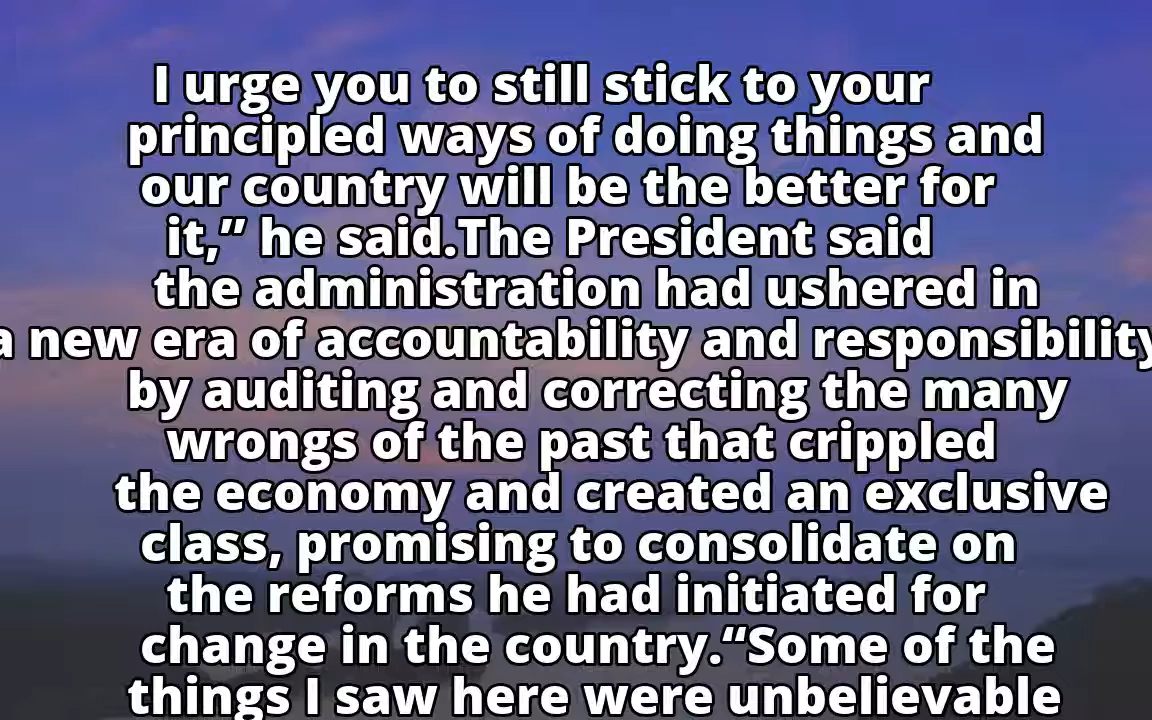 I urge you to still stick to your
principled ways of doing things and
our country will be the better for
it,” he said.The President said
the administration had ushered in
a new era of accountability and responsibility
by auditing and correcting the many
wrongs of the past that crippled
the economy and created an exclusive
class, promising to consolidate on
the reforms he had initiated for
change in the country.“Some of the
things I saw here were unbelievable